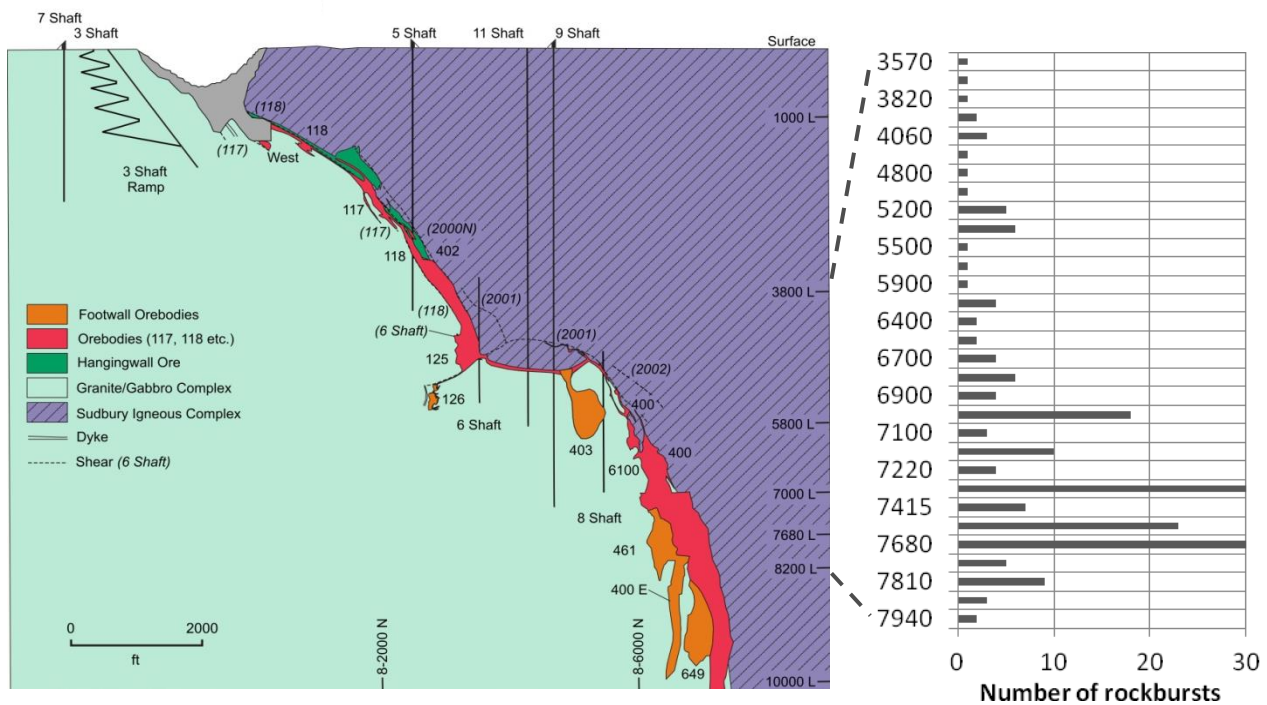 7 Shaft
3 Shaft
5 Shaft
11 Shaft
9 Shaft
Surface
(118)
1000 L
118
(117)
West
3 Shaft
Ramp
117
(117)
(2000N)
118
402
3800 L
(118)
(2001)
(6 Shaft)
(2001)
125
(2002)
126
400
6 Shaft
5800 L
403
400
6100
7000 L
8 Shaft
7680 L
461
8200 L
400 E
649
10000 L
Footwall Orebodies
Orebodies (117, 118 etc.)
Hangingwall Ore
Granite/Gabbro Complex
Sudbury Igneous Complex
Dyke
Shear (6 Shaft)
0 2000
ft
8-2000 N
8-6000 N
3570
3820
4060
4800
5200
5500
5900
6400
6700
6900
7100
7220
7415
7680
7810
7940
0 10 20 30
Number of rockbursts